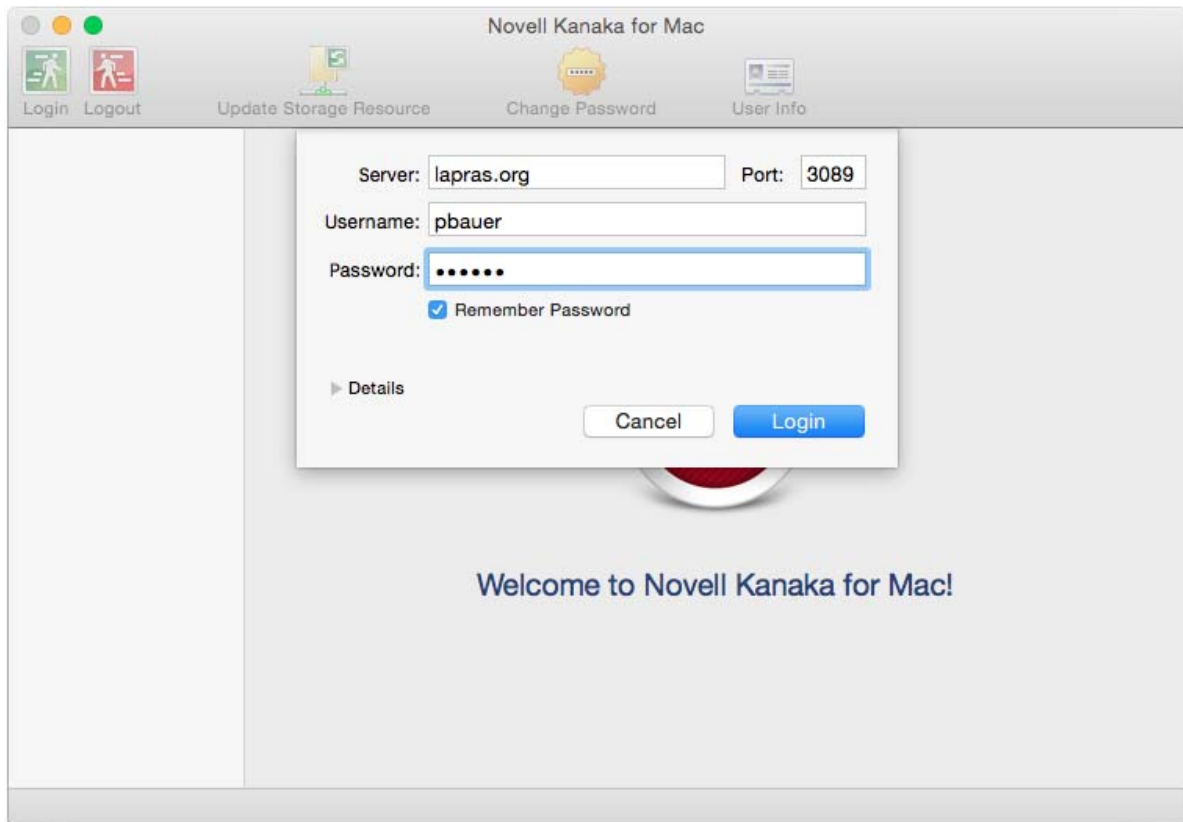 Novell Kanaka for Mac
Login Logout Update Storage Resource Change Password User Info
Server: lapras.org Port: 3089
Username: pbauer
Password: ••••••
Remember Password
Details
Cancel Login
Welcome to Novell Kanaka for Mac!